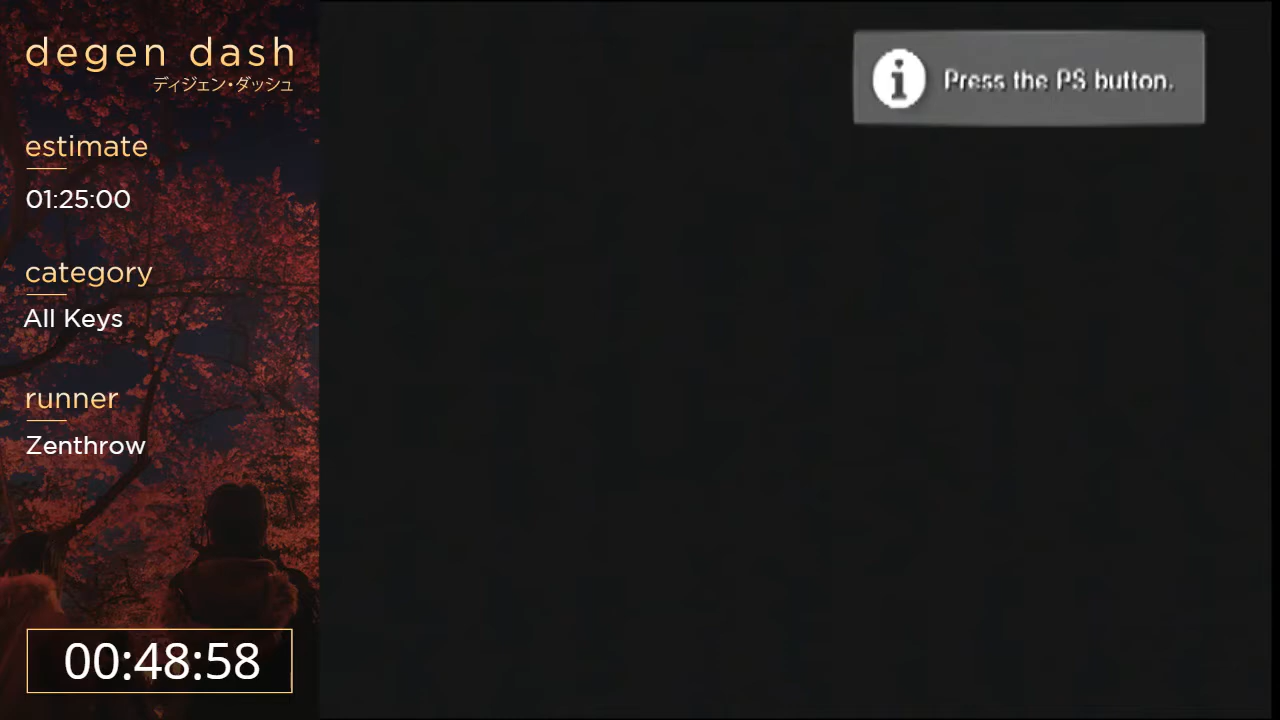 degen dash
ディジェン・ダッシュ
estimate
01:25:00
category
All Keys
runner
Zenthrow
00:48:58
Press the PS button.